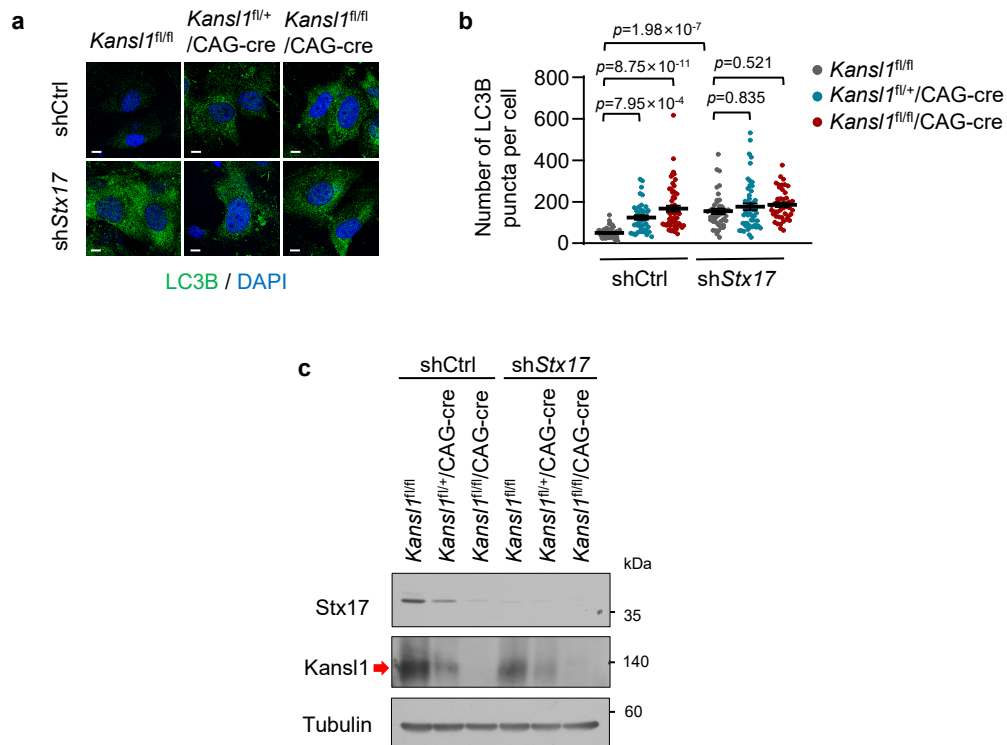 a
Kansl1fl/fl
Kansl1fl/+
/CAG-cre
Kansl1fl/fl
/CAG-cre
shCtrl
shStx17
LC3B / DAPI
b
p=1.98×10-7
p=8.75×10-11
p=0.521
p=7.95×10-4
p=0.835
Number of LC3B
puncta per cell
800
600
400
200
0
shCtrl
shStx17
Kansl1fl/fl
Kansl1fl/+/CAG-cre
Kansl1fl/fl/CAG-cre
c
shCtrl
shStx17
Kansl1fl/fl
Kansl1fl/+/CAG-cre
Kansl1fl/fl/CAG-cre
Kansl1fl/fl
Kansl1fl/+/CAG-cre
Kansl1fl/fl/CAG-cre
kDa
Stx17
35
Kansl1
140
60
Tubulin